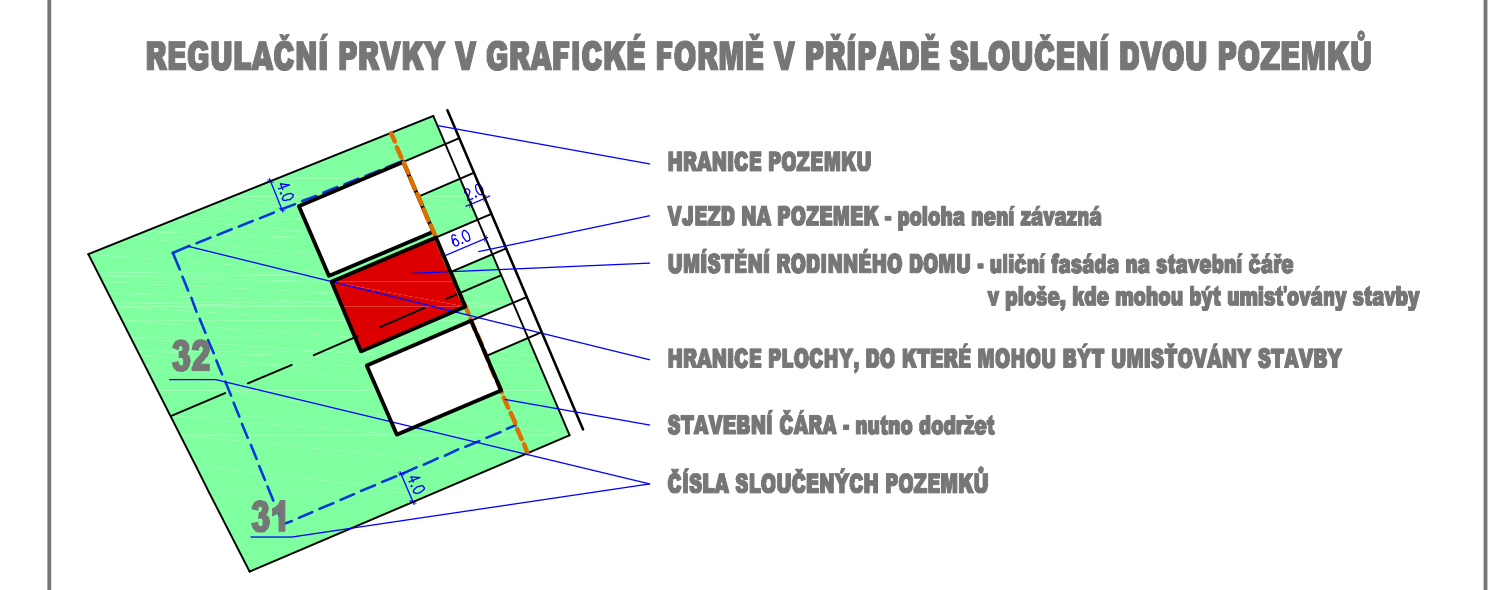 REGULAČNÍ PRVKY V GRAFICKÉ FORMĚ V PŘÍPADĚ SLOUČENÍ DVOU POZEMKŮ
HRANICE POZEMKU
4.0
2.0
VJEZD NA POZEMEK - poloha není závazná
6.0
UMÍSTĚNÍ RODINNÉHO DOMU - uliční fasáda na stavební čáře
v ploše, kde mohou být umisťovány stavby
32
HRANICE PLOCHY, DO KTERÉ MOHOU BÝT UMISŤOVÁNY STAVBY
STAVEBNÍ ČÁRA - nutno dodržet
4.0
ČÍSLA SLOUČENÝCH POZEMKŮ
31